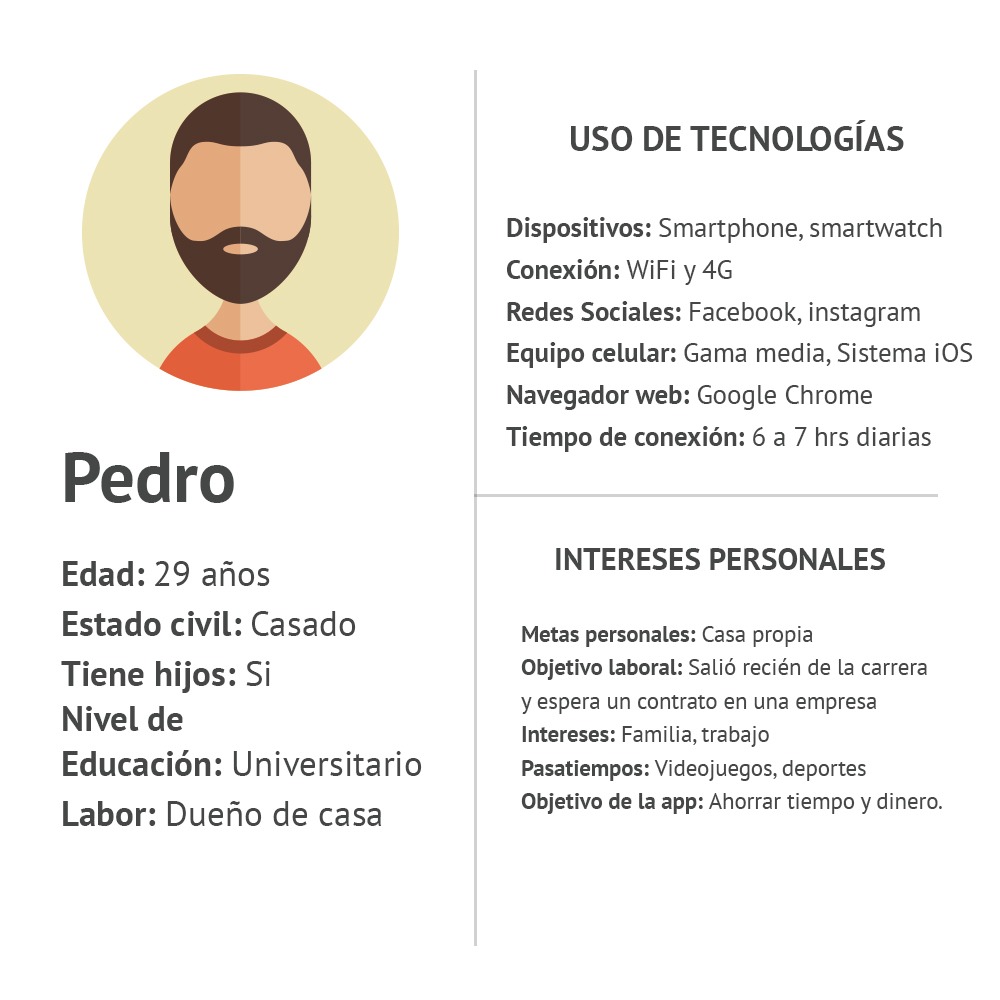 Pedro
Edad: 29 años
Estado civil: Casado
Tiene hijos: Si
Nivel de
Educación: Universitario
Labor: Dueño de casa
USO DE TECNOLOGÍAS
Dispositivos: Smartphone, smartwatch
Conexión: WiFi y 4G
Redes Sociales: Facebook, instagram
Equipo celular: Gama media, Sistema iOS
Navegador web: Google Chrome
Tiempo de conexión: 6 a 7 hrs diarias
INTERESES PERSONALES
Metas personales: Casa propia
Objetivo laboral: Salió recién de la carrera
y espera un contrato en una empresa
Intereses: Familia, trabajo
Pasatiempos: Videojuegos, deportes
Objetivo de la app: Ahorrar tiempo y dinero.